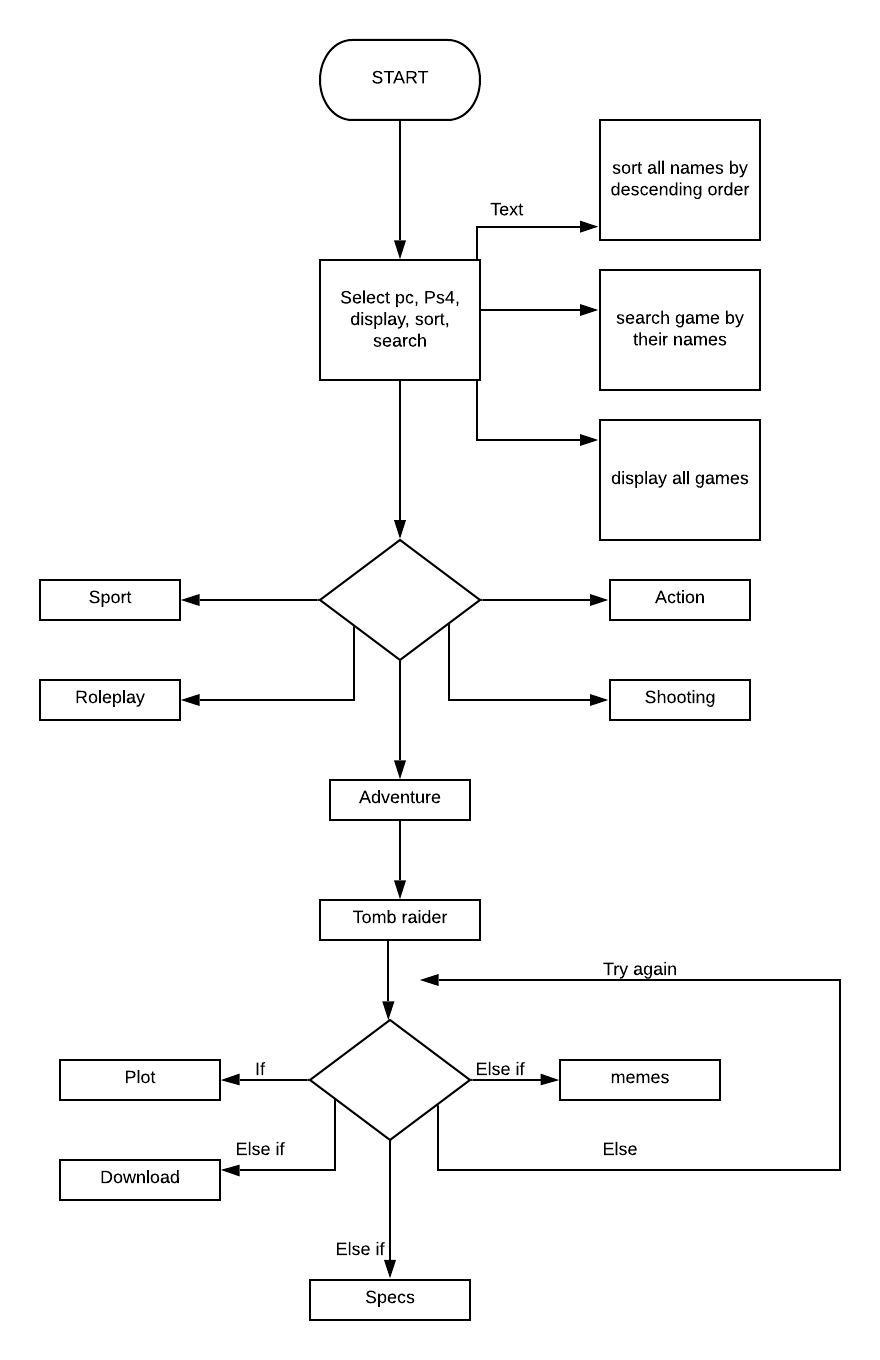 START
sort all names by
descending order
Text
Select pc, Ps4,
display, sort,
search
search game by
their names
display all games
Sport
Action
Roleplay
Shooting
Adventure
Tomb raider
Try again
Plot
If
Else if
memes
Else if
Else
Download
Else if
Specs